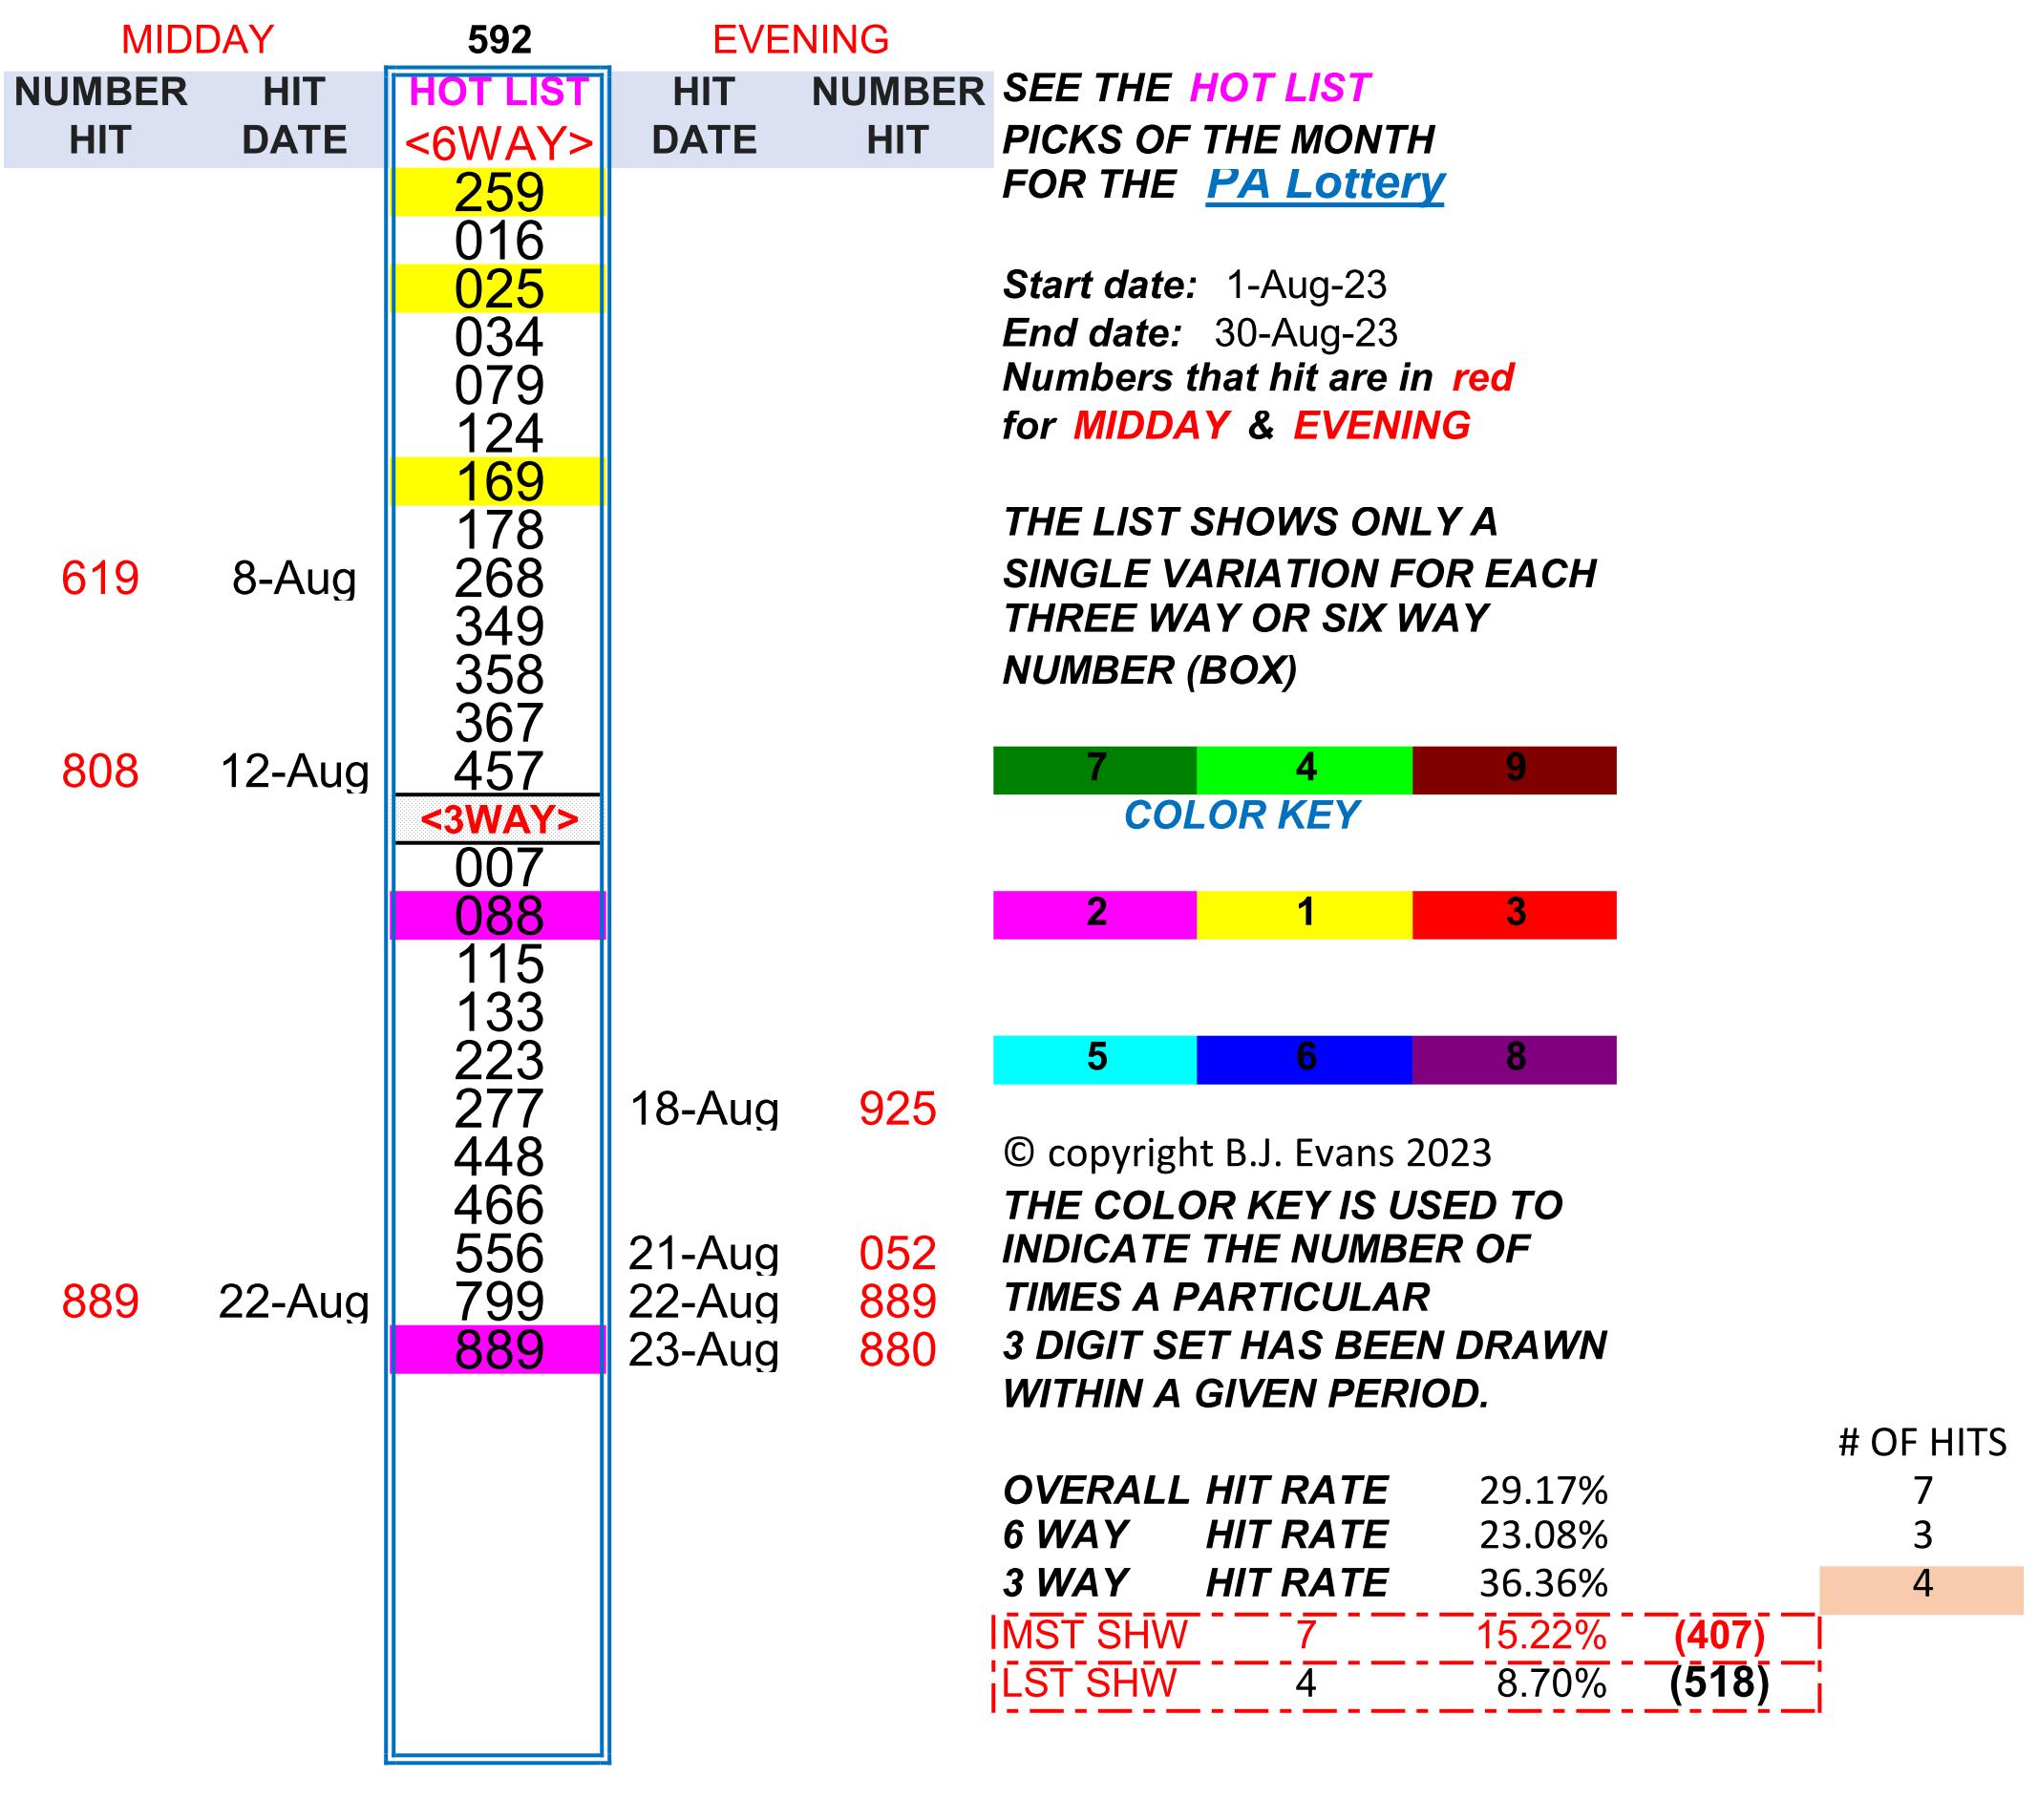 MIDDAY 592 EVENING
NUMBER HIT HOT LIST HIT NUMBER SEE THE HOT LIST
HIT DATE <6WAY> DATE HIT PICKS OF THE MONTH
259 FOR THE PA Lottery
016
025 Start date: 1-Aug-23
034 End date: 30-Aug-23
079 Numbers that hit are in red
124 for MIDDAY & EVENING
169
178 THE LIST SHOWS ONLY A
619 8-Aug 268 SINGLE VARIATION FOR EACH
349 THREE WAY OR SIX WAY
358 NUMBER (BOX)
367
808 12-Aug 457 7 4 9
<3WAY> COLOR KEY
007
088 2 1 3
115
133
223 5 6 8
277 18-Aug 925
448 © copyright B.J. Evans 2023
466 THE COLOR KEY IS USED TO
556 21-Aug 052 INDICATE THE NUMBER OF
889 22-Aug 799 22-Aug 889 TIMES A PARTICULAR
889 23-Aug 880 3 DIGIT SET HAS BEEN DRAWN
WITHIN A GIVEN PERIOD.
# OF HITS
OVERALL HIT RATE 29.17% 7
6 WAY HIT RATE 23.08% 3
3 WAY HIT RATE 36.36% 4
MST SHW 7 15.22% (407)
LST SHW 4 8.70% (518)